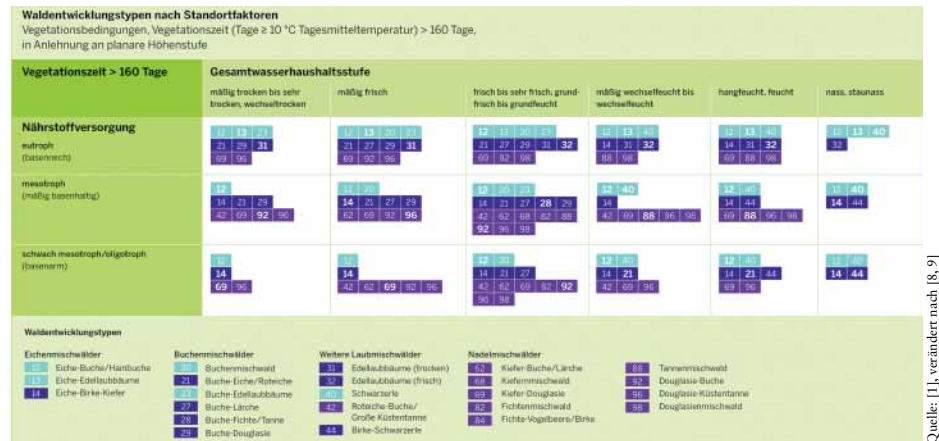 Waldentwicklungstypen nach Standortfaktoren
Vegetationsbedingungen, Vegetationszeit (Tage ≥ 10 °C Tagesmitteltemperatur) > 160 Tage,
in Anlehnung an planare Höhenstufe
Vegetationszeit > 160 Tage
Gesamtwasserhaushaltsstufe
mäßig trocken bis sehr
trocken, wechseltrocken
mäßig frisch
frisch bis sehr frisch, grund-
frisch bis grundfeucht
mäßig wechselfeucht bis
wechselfeucht
hangfeucht, feucht
nass, staunass
Nährstoffversorgung
eutroph
(basenreich)
12 13 23
21 29 31
69 96
12 13 20 23
21 27 29 31
69 92 96
12 13 20 23
21 27 29 31 32
69 92 98
12 13 40
14 31 32
88 98
12 13 40
14 31 32
69 88 98
12 13 40
32
mesotroph
(mäßig basenhaltig)
12
14 21 29
42 69 92 96
12 20
14 21 27 29
62 69 92 96
12 20 23
14 21 27 28 29
42 62 68 82 88
92 96 98
12 40
14
42 69 88 96 98
12 40
14 44
69 88 96 98
12 40
14 44
schwach mesotroph/oligotroph
(basenarm)
12
14
69 96
12
14
42 62 69 92 96
12 20
14 21 27
42 62 69 82 92
96 98
12 40
14 21
42 69 96
12 40
14 21 44
69 96
12 40
14 44
Waldentwicklungstypen
Eichenmischwälder
12 Eiche-Buche/Hainbuche
13 Eiche-Edellaubbäume
14 Eiche-Birke-Kiefer
Buchenmischwälder
20 Buchenmischwald
21 Buche-Eiche/Roteiche
23 Buche-Edellaubbäume
27 Buche-Lärche
28 Buche-Fichte/Tanne
29 Buche-Douglasie
Weitere Laubmischwälder
31 Edellaubbäume (trocken)
32 Edellaubbäume (frisch)
40 Schwarzerle
42 Roteiche-Buche/
Große Küstentanne
44 Birke-Schwarzerle
Nadelmischwälder
62 Kiefer-Buche/Lärche
68 Kiefernmischwald
69 Kiefer-Douglasie
82 Fichtenmischwald
84 Fichte-Vogelbeere/Birke
88 Tannenmischwald
92 Douglasie-Buche
96 Douglasie-Küstentanne
98 Douglasienmischwald
Quelle: [1], verändert nach [8, 9]